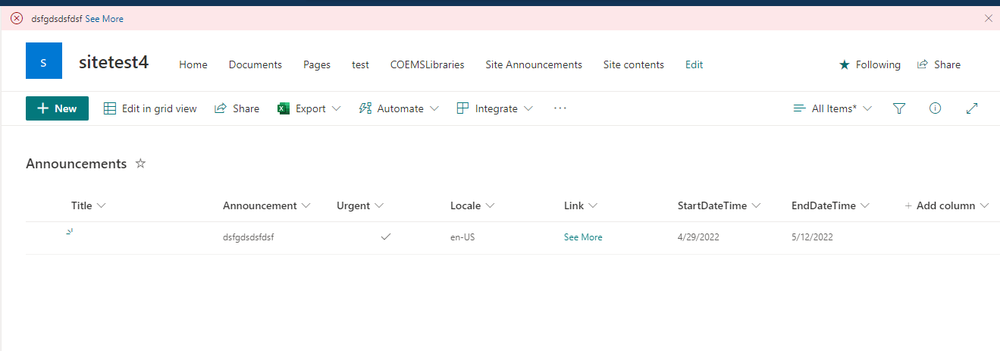 dsfgdsdsfdsf See More
S
sitetest4 Home Documents Pages test COEMSLibraries Site Announcements Site contents Edit Following Share
New Edit in grid view Share Export Automate Integrate ... All Items*
Announcements
Title Announcement Urgent Locale Link StartDateTime EndDateTime + Add column
dsfgdsdsfdsf en-US See More 4/29/2022 5/12/2022